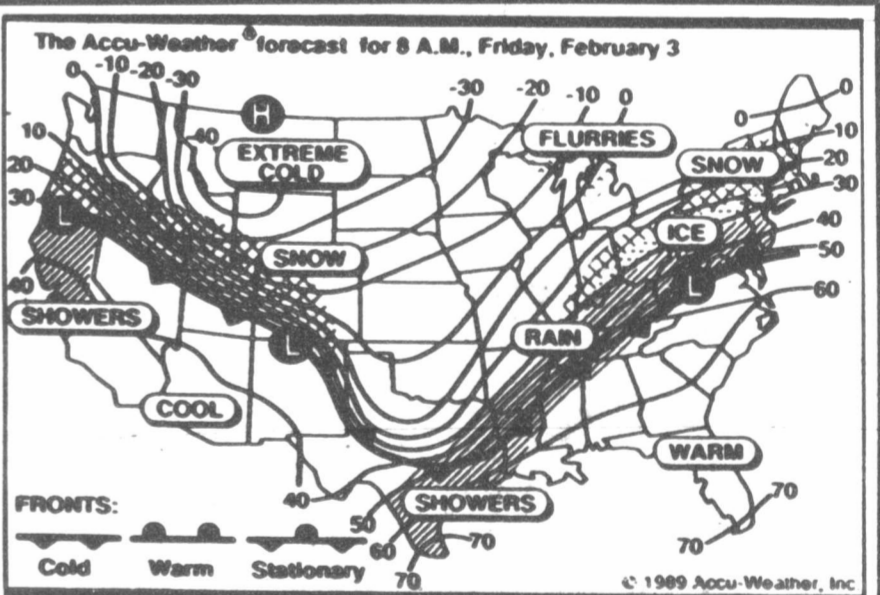 The Accu-Weather® forecast for 8 A.M., Friday, February 3
0 -10 -20 -30
-30 -20 -10 0
0 0
H
-40
EXTREME
COLD
FLURRIES
SNOW
10
20
30
10
20
30
L
SNOW
ICE
40
50
40
SHOWERS
L
60
RAIN
L
COOL
WARM
40
SHOWERS
50
60
70
70
70
70
FRONTS:
Cold Warm Stationary
© 1989 Accu-Weather, Inc